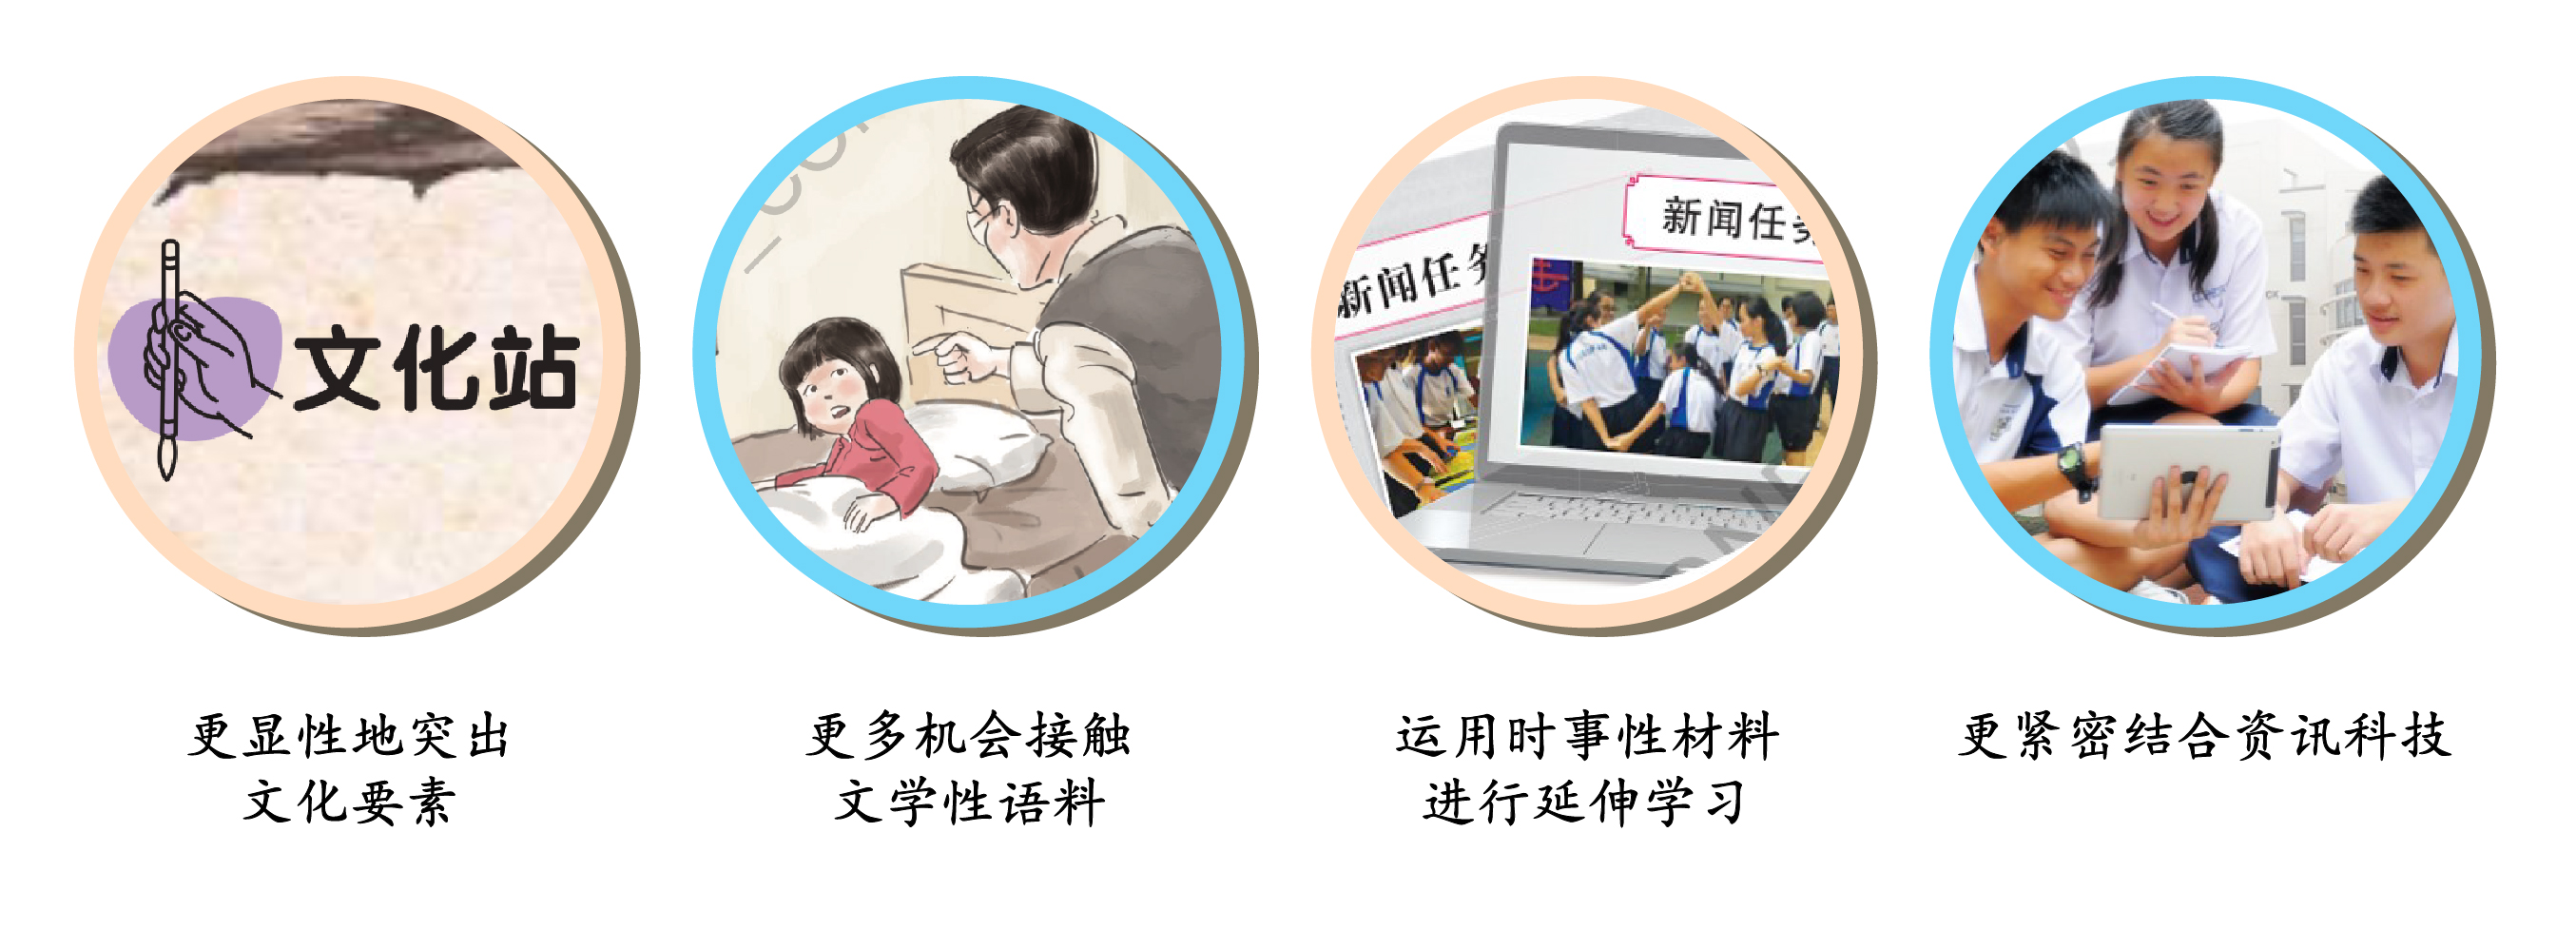 文化站
新闻任
新闻任务
更显性地突出
文化要素
更多机会接触
文学性语料
运用时事性材料
进行延伸学习
更紧密结合资讯科技